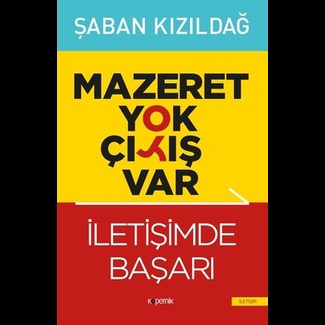 ŞABAN KIZILDAĞ
MAZERET
YOK
ÇIKIŞ
VAR
İLETİŞİMDE
BAŞARI
Kopernik
İLETİŞİM